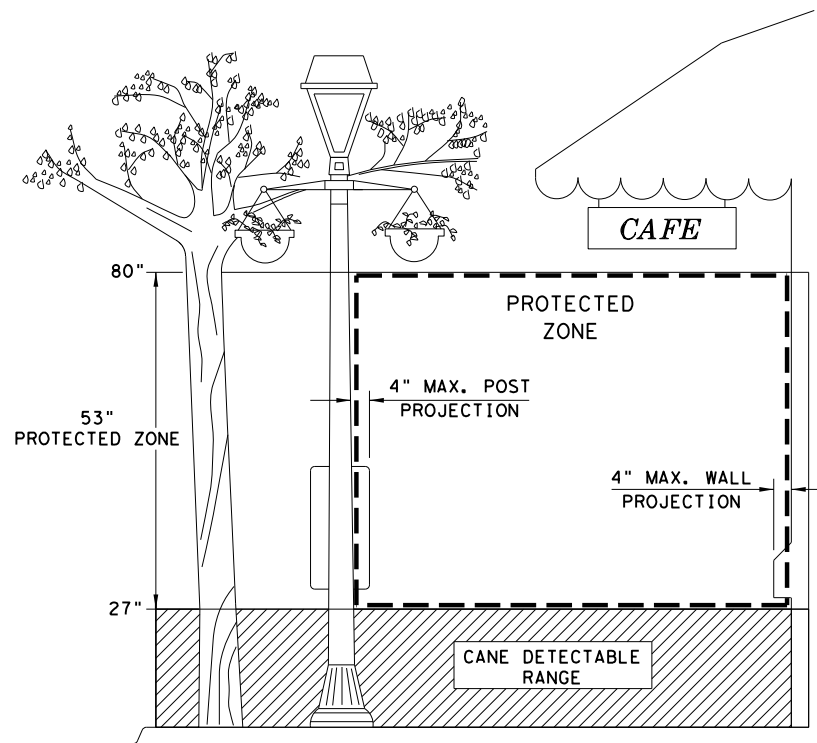 CAFE
80"
PROTECTED
ZONE
4" MAX. POST
PROJECTION
53"
PROTECTED ZONE
4" MAX. WALL
PROJECTION
27"
CANE DETECTABLE
RANGE